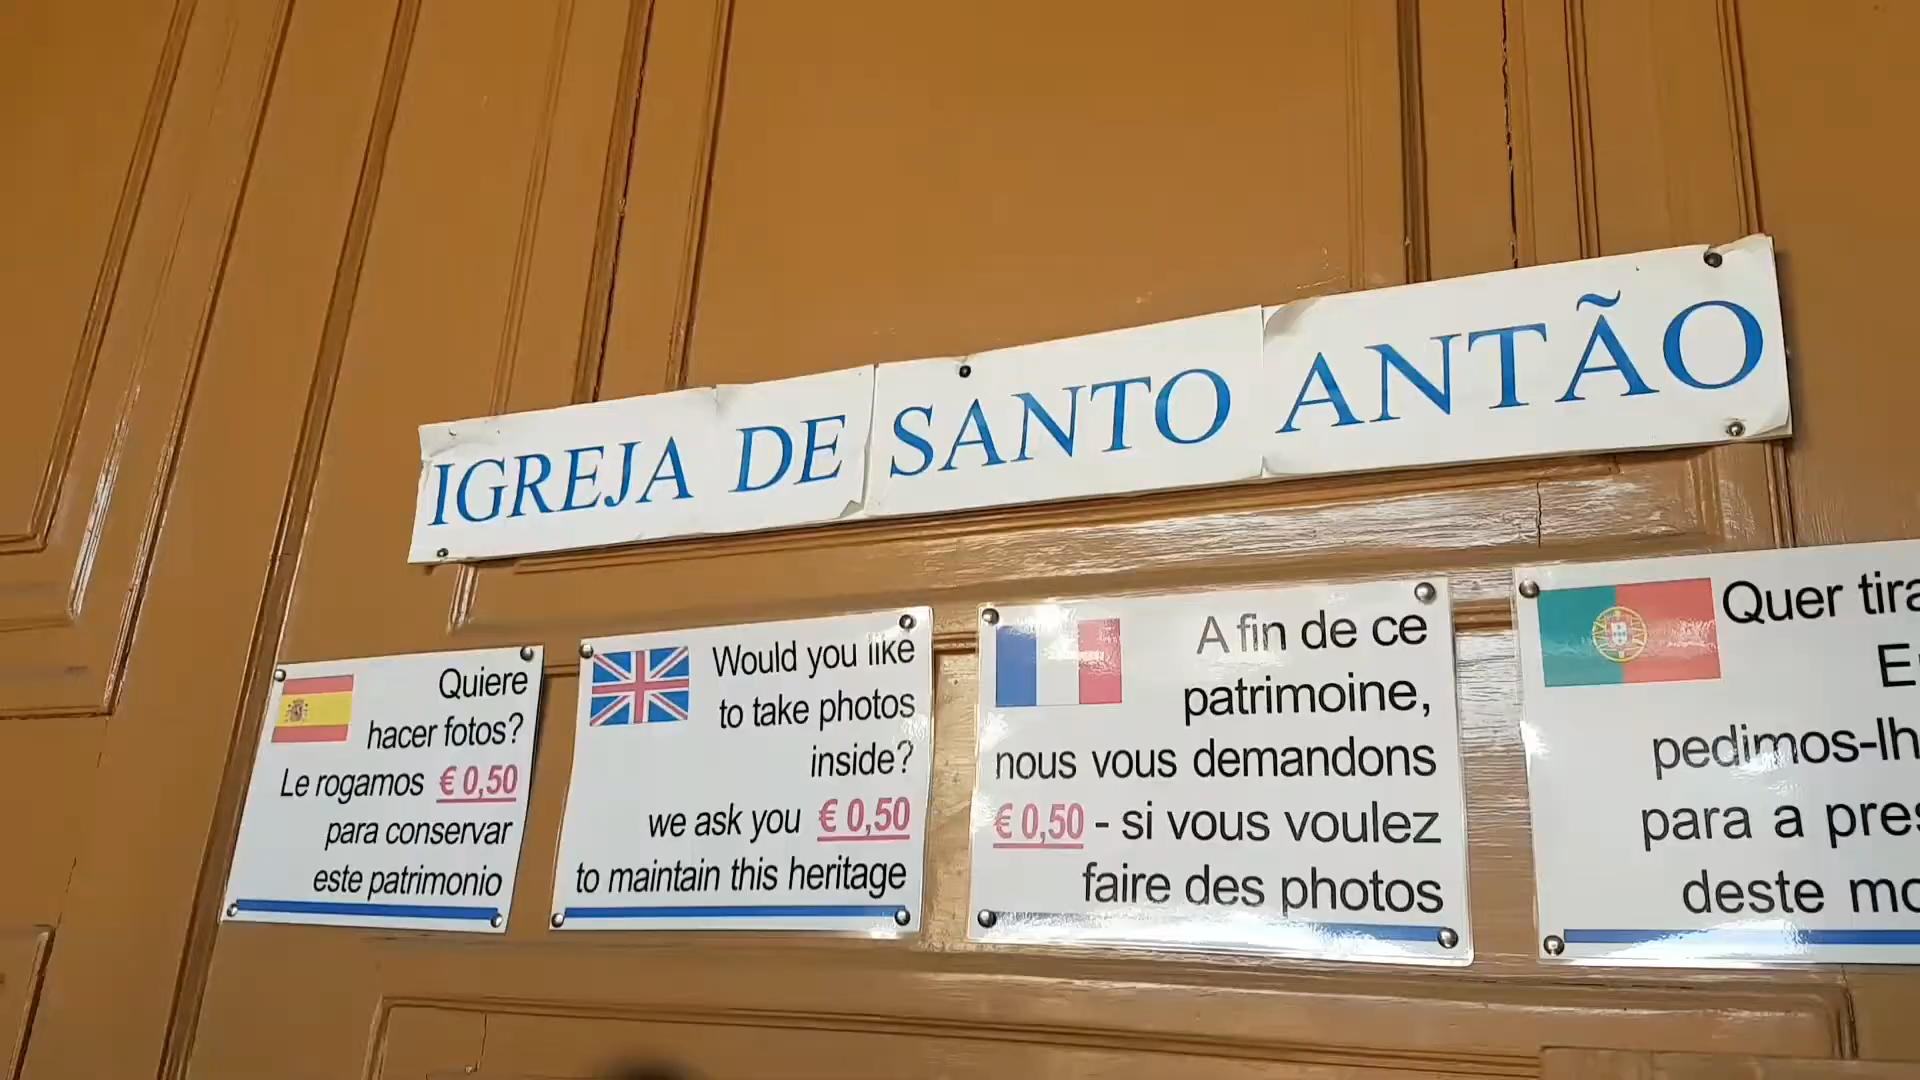 IGREJA DE SANTO ANTÃO
Quiere
hacer fotos?
Le rogamos € 0,50
para conservar
este patrimonio
Would you like
to take photos
inside?
we ask you € 0,50
to maintain this heritage
A fin de ce
patrimoine,
nous vous demandons
€ 0,50 - si vous voulez
faire des photos
Quer
pedimos-lh
para a
deste